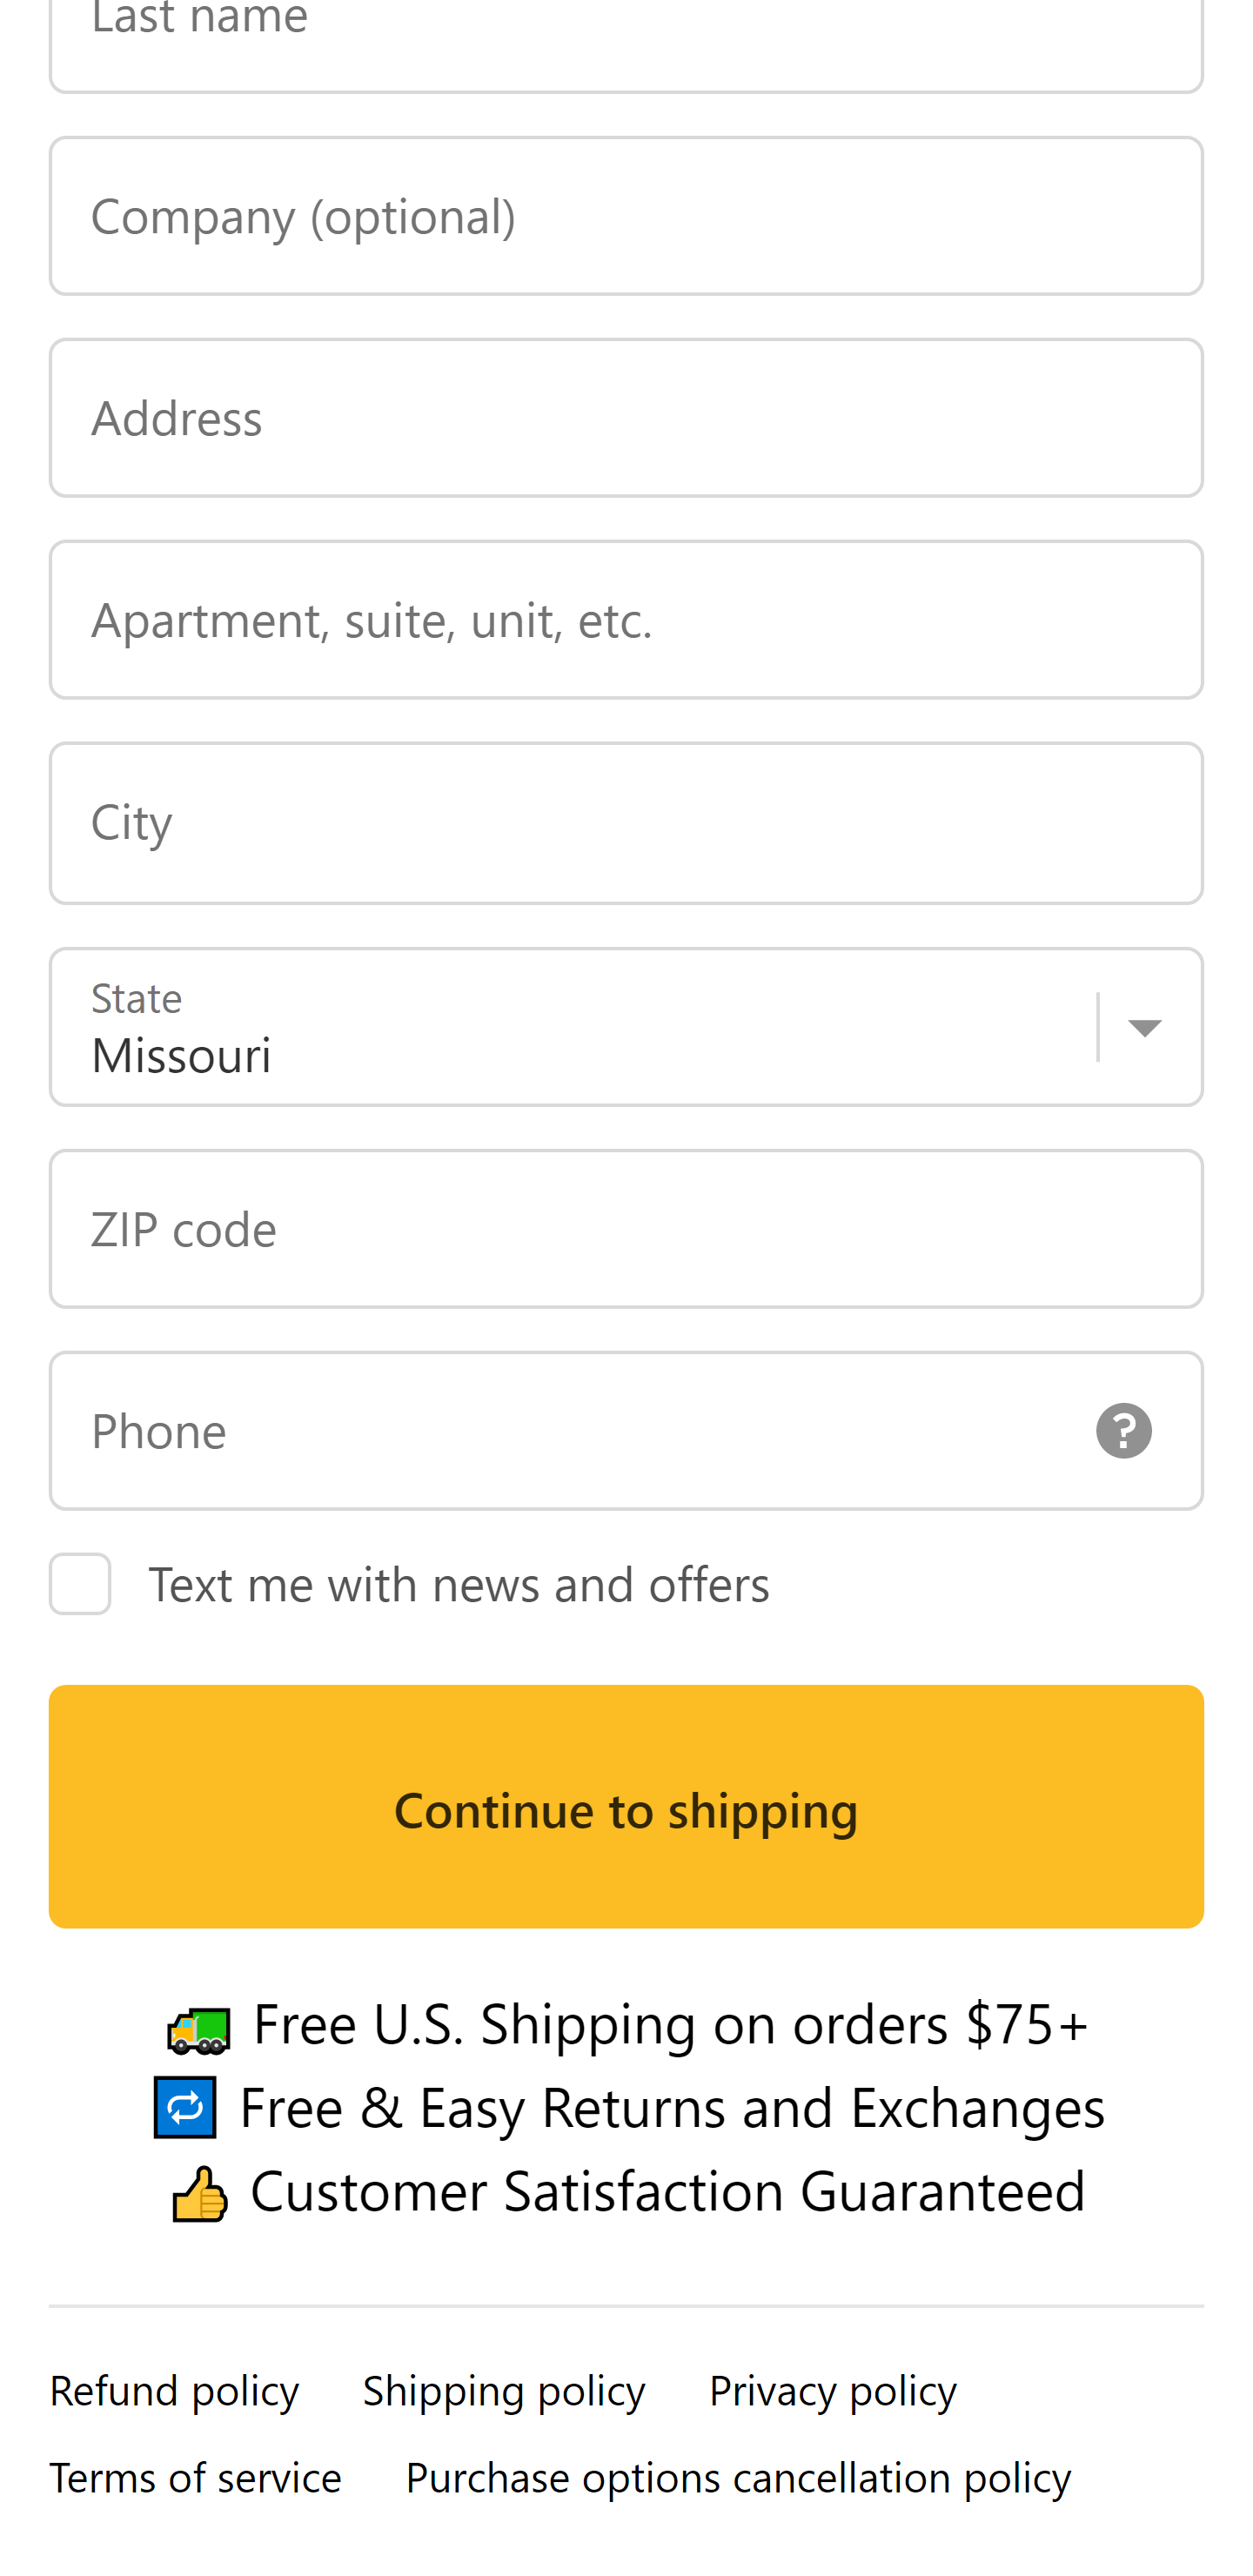 Last name
Company (optional)
Address
Apartment, suite, unit, etc.
City
State
Missouri
ZIP code
Phone
?
Text me with news and offers
Continue to shipping
Free U.S. Shipping on orders $75+
Free & Easy Returns and Exchanges
Customer Satisfaction Guaranteed
Refund policy Shipping policy Privacy policy
Terms of service Purchase options cancellation policy